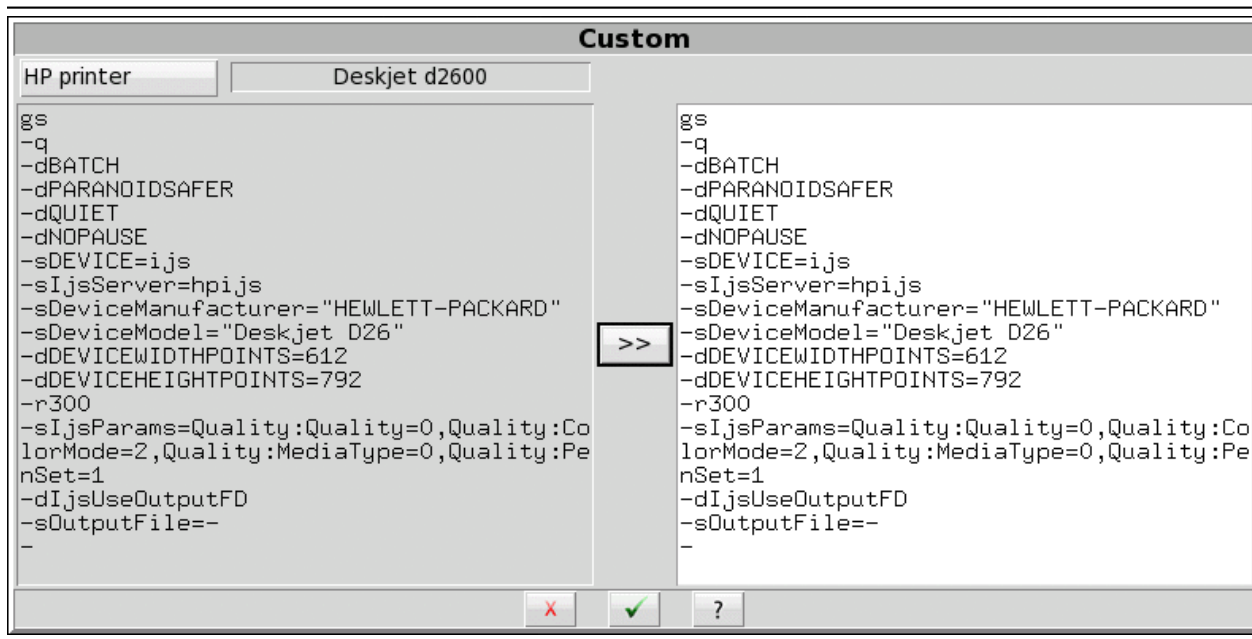 Custom
HP printer
Deskjet d2600
gs
-q
-dBATCH
-dPARANOIDSAFER
-dQUIET
-dNOPAUSE
-sDEVICE=ijs
-sIjsServer=hpijs
-sDeviceManufacturer="HEWLETT-PACKARD"
-sDeviceModel="Deskjet D26"
-dDEVICEWIDTHPOINTS=612
-dDEVICEHEIGHTPOINTS=792
-r300
-sIjsParams=Quality:Quality=0,Quality:Co
lorMode=2,Quality:MediaType=0,Quality:Pe
nSet=1
-dIjsUseOutputFD
-sOutputFile=-
-
>>
gs
-q
-dBATCH
-dPARANOIDSAFER
-dQUIET
-dNOPAUSE
-sDEVICE=ijs
-sIjsServer=hpijs
-sDeviceManufacturer="HEWLETT-PACKARD"
-sDeviceModel="Deskjet D26"
-dDEVICEWIDTHPOINTS=612
-dDEVICEHEIGHTPOINTS=792
-r300
-sIjsParams=Quality:Quality=0,Quality:Co
lorMode=2,Quality:MediaType=0,Quality:Pe
nSet=1
-dIjsUseOutputFD
-sOutputFile=-
-
?